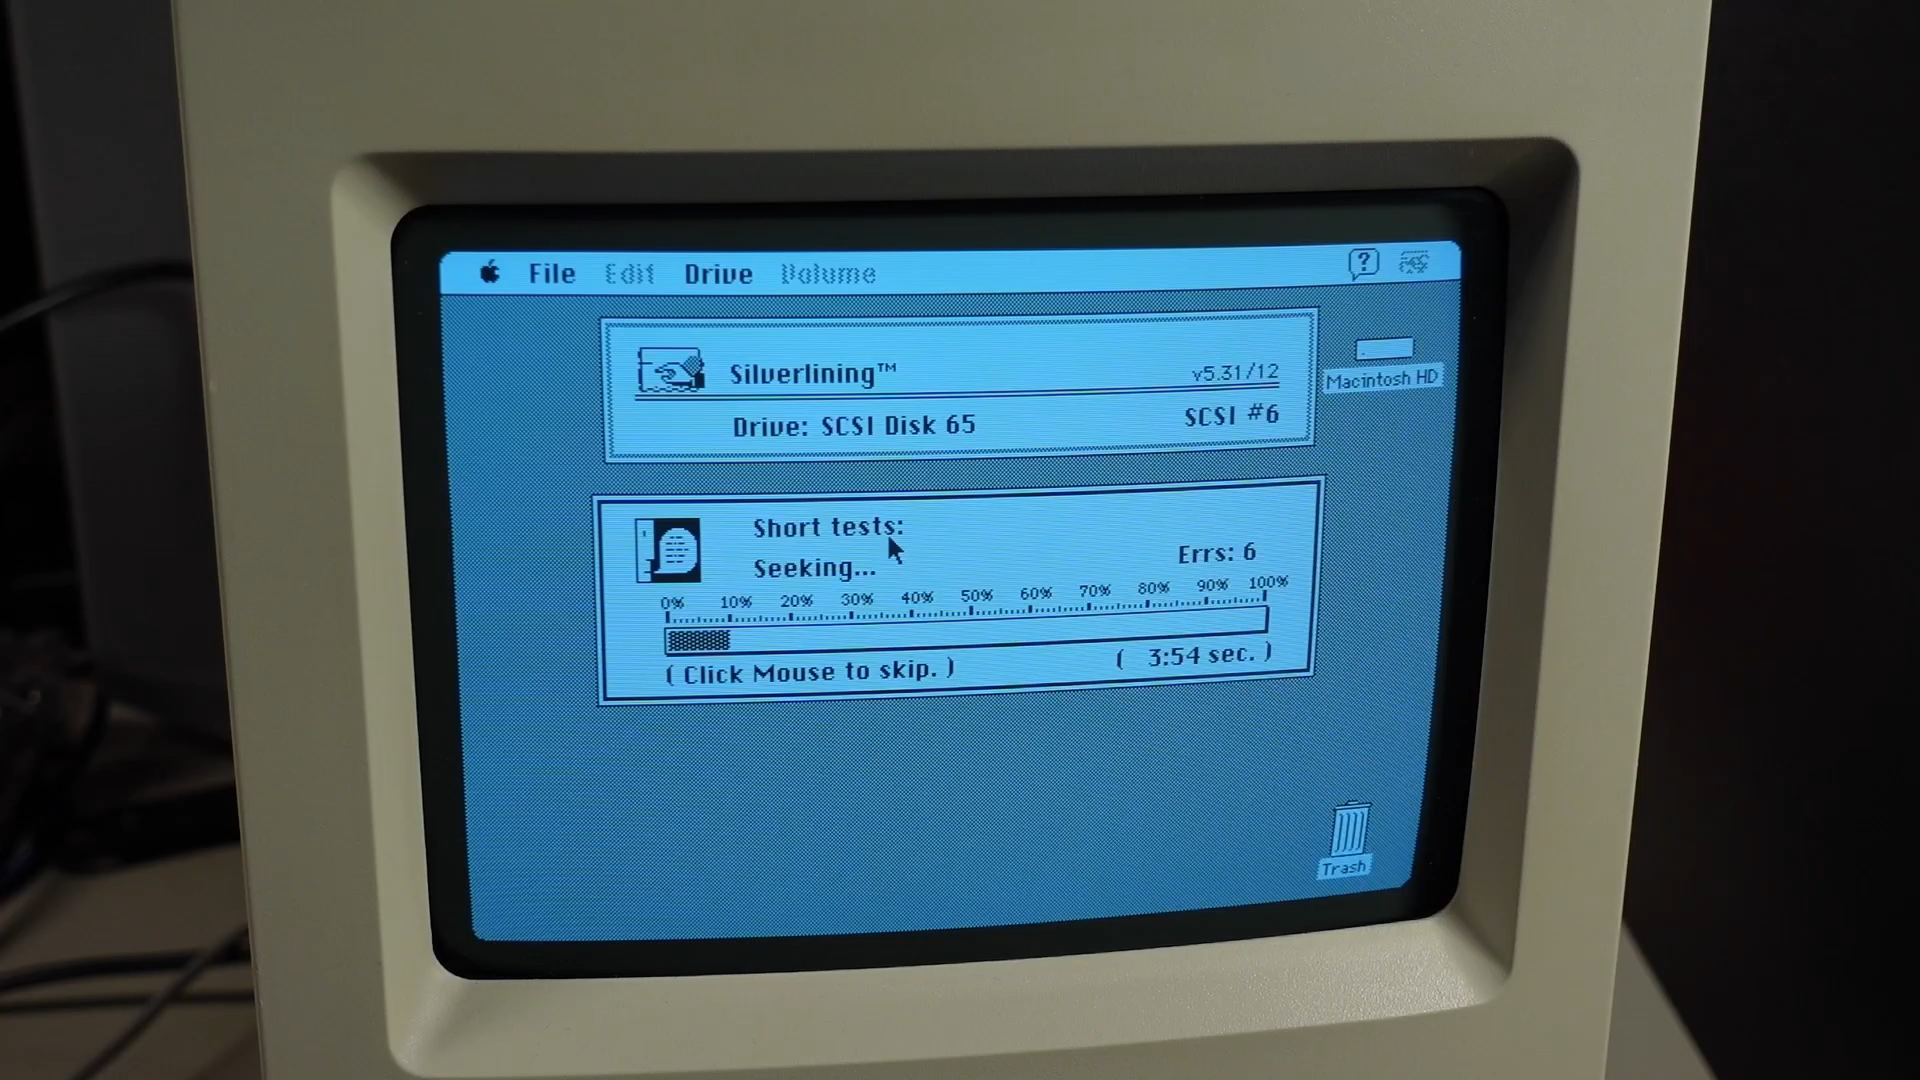 File Edit Drive Volume
Silverlining™ v5.31/12
Drive: SCSI Disk 65 SCSI #6
Macintosh HD
Short tests:
Seeking... Errs: 6
0% 10% 20% 30% 40% 50% 60% 70% 80% 90% 100%
( Click Mouse to skip. ) ( 3:54 sec. )
Trash